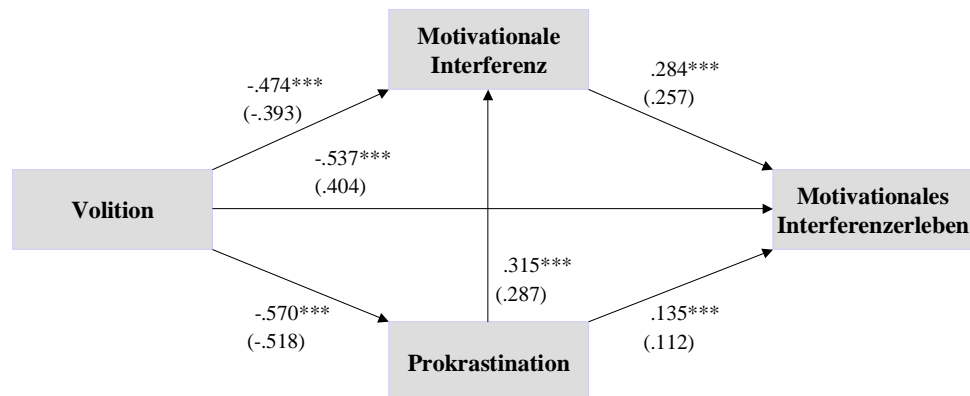 Motivationale
Interferenz
-.474***
(-.393)
.284***
(.257)
-.537***
(.404)
Volition
Motivationales
Interferenzerleben
.315***
(.287)
-.570***
(-.518)
.135***
(.112)
Prokrastination